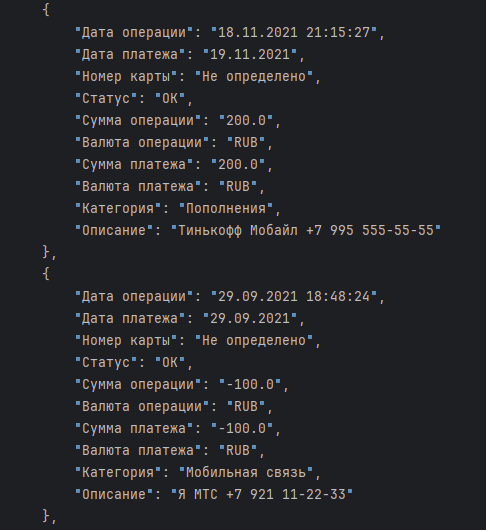 {
"Дата операции": "18.11.2021 21:15:27",
"Дата платежа": "19.11.2021",
"Номер карты": "Не определено",
"Статус": "OK",
"Сумма операции": "200.0",
"Валюта операции": "RUB",
"Сумма платежа": "200.0",
"Валюта платежа": "RUB",
"Категория": "Пополнения",
"Описание": "Тинькофф Мобайл +7 995 555-55-55"
},
{
"Дата операции": "29.09.2021 18:48:24",
"Дата платежа": "29.09.2021",
"Номер карты": "Не определено",
"Статус": "OK",
"Сумма операции": "-100.0",
"Валюта операции": "RUB",
"Сумма платежа": "-100.0",
"Валюта платежа": "RUB",
"Категория": "Мобильная связь",
"Описание": "Я МТС +7 921 11-22-33"
},